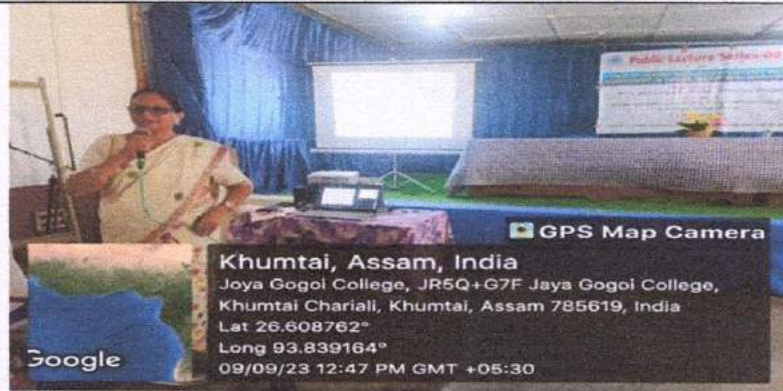 Public Lecture Series-09
GPS Map Camera
Khumtai, Assam, India
Joya Gogoi College, JR5Q+G7F Jaya Gogoi College,
Khumtai Chariali, Khumtai, Assam 785619, India
Lat 26.608762°
Long 93.839164°
09/09/23 12:47 PM GMT +05:30
Google